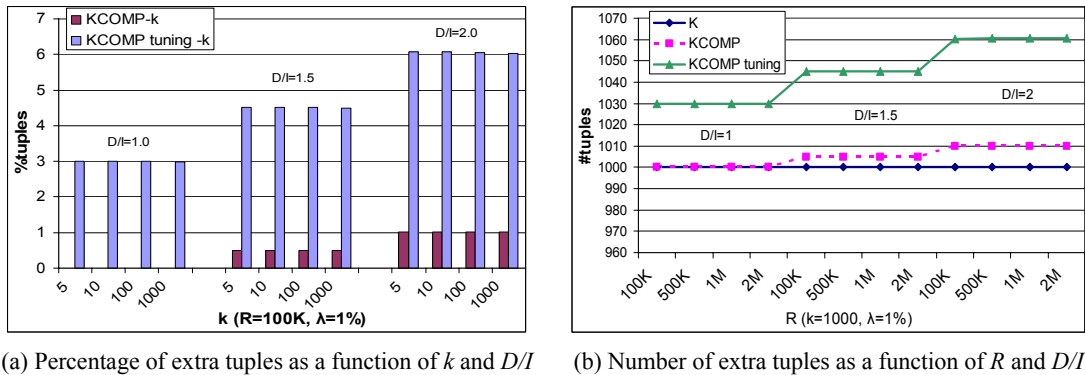 7
6
5
4
3
2
1
0
%tuples
KCOMP-k
KCOMP tuning -k
D/I=1.0
D/I=1.5
D/I=2.0
5 10 100 1000 5 10 100 1000 5 10 100 1000
k (R=100K, λ=1%)
1060
1050
1040
1030
1020
1010
1000
990
980
970
960
#tuples
K
KCOMP
KCOMP tuning
D/I=1
D/I=1.5
D/I=2
100K 500K 1M 2M 100K 500K 1M 2M 100K 500K 1M 2M
R (k=1000, λ=1%)
(a) Percentage of extra tuples as a function of k and D/I
(b) Number of extra tuples as a function of R and D/I